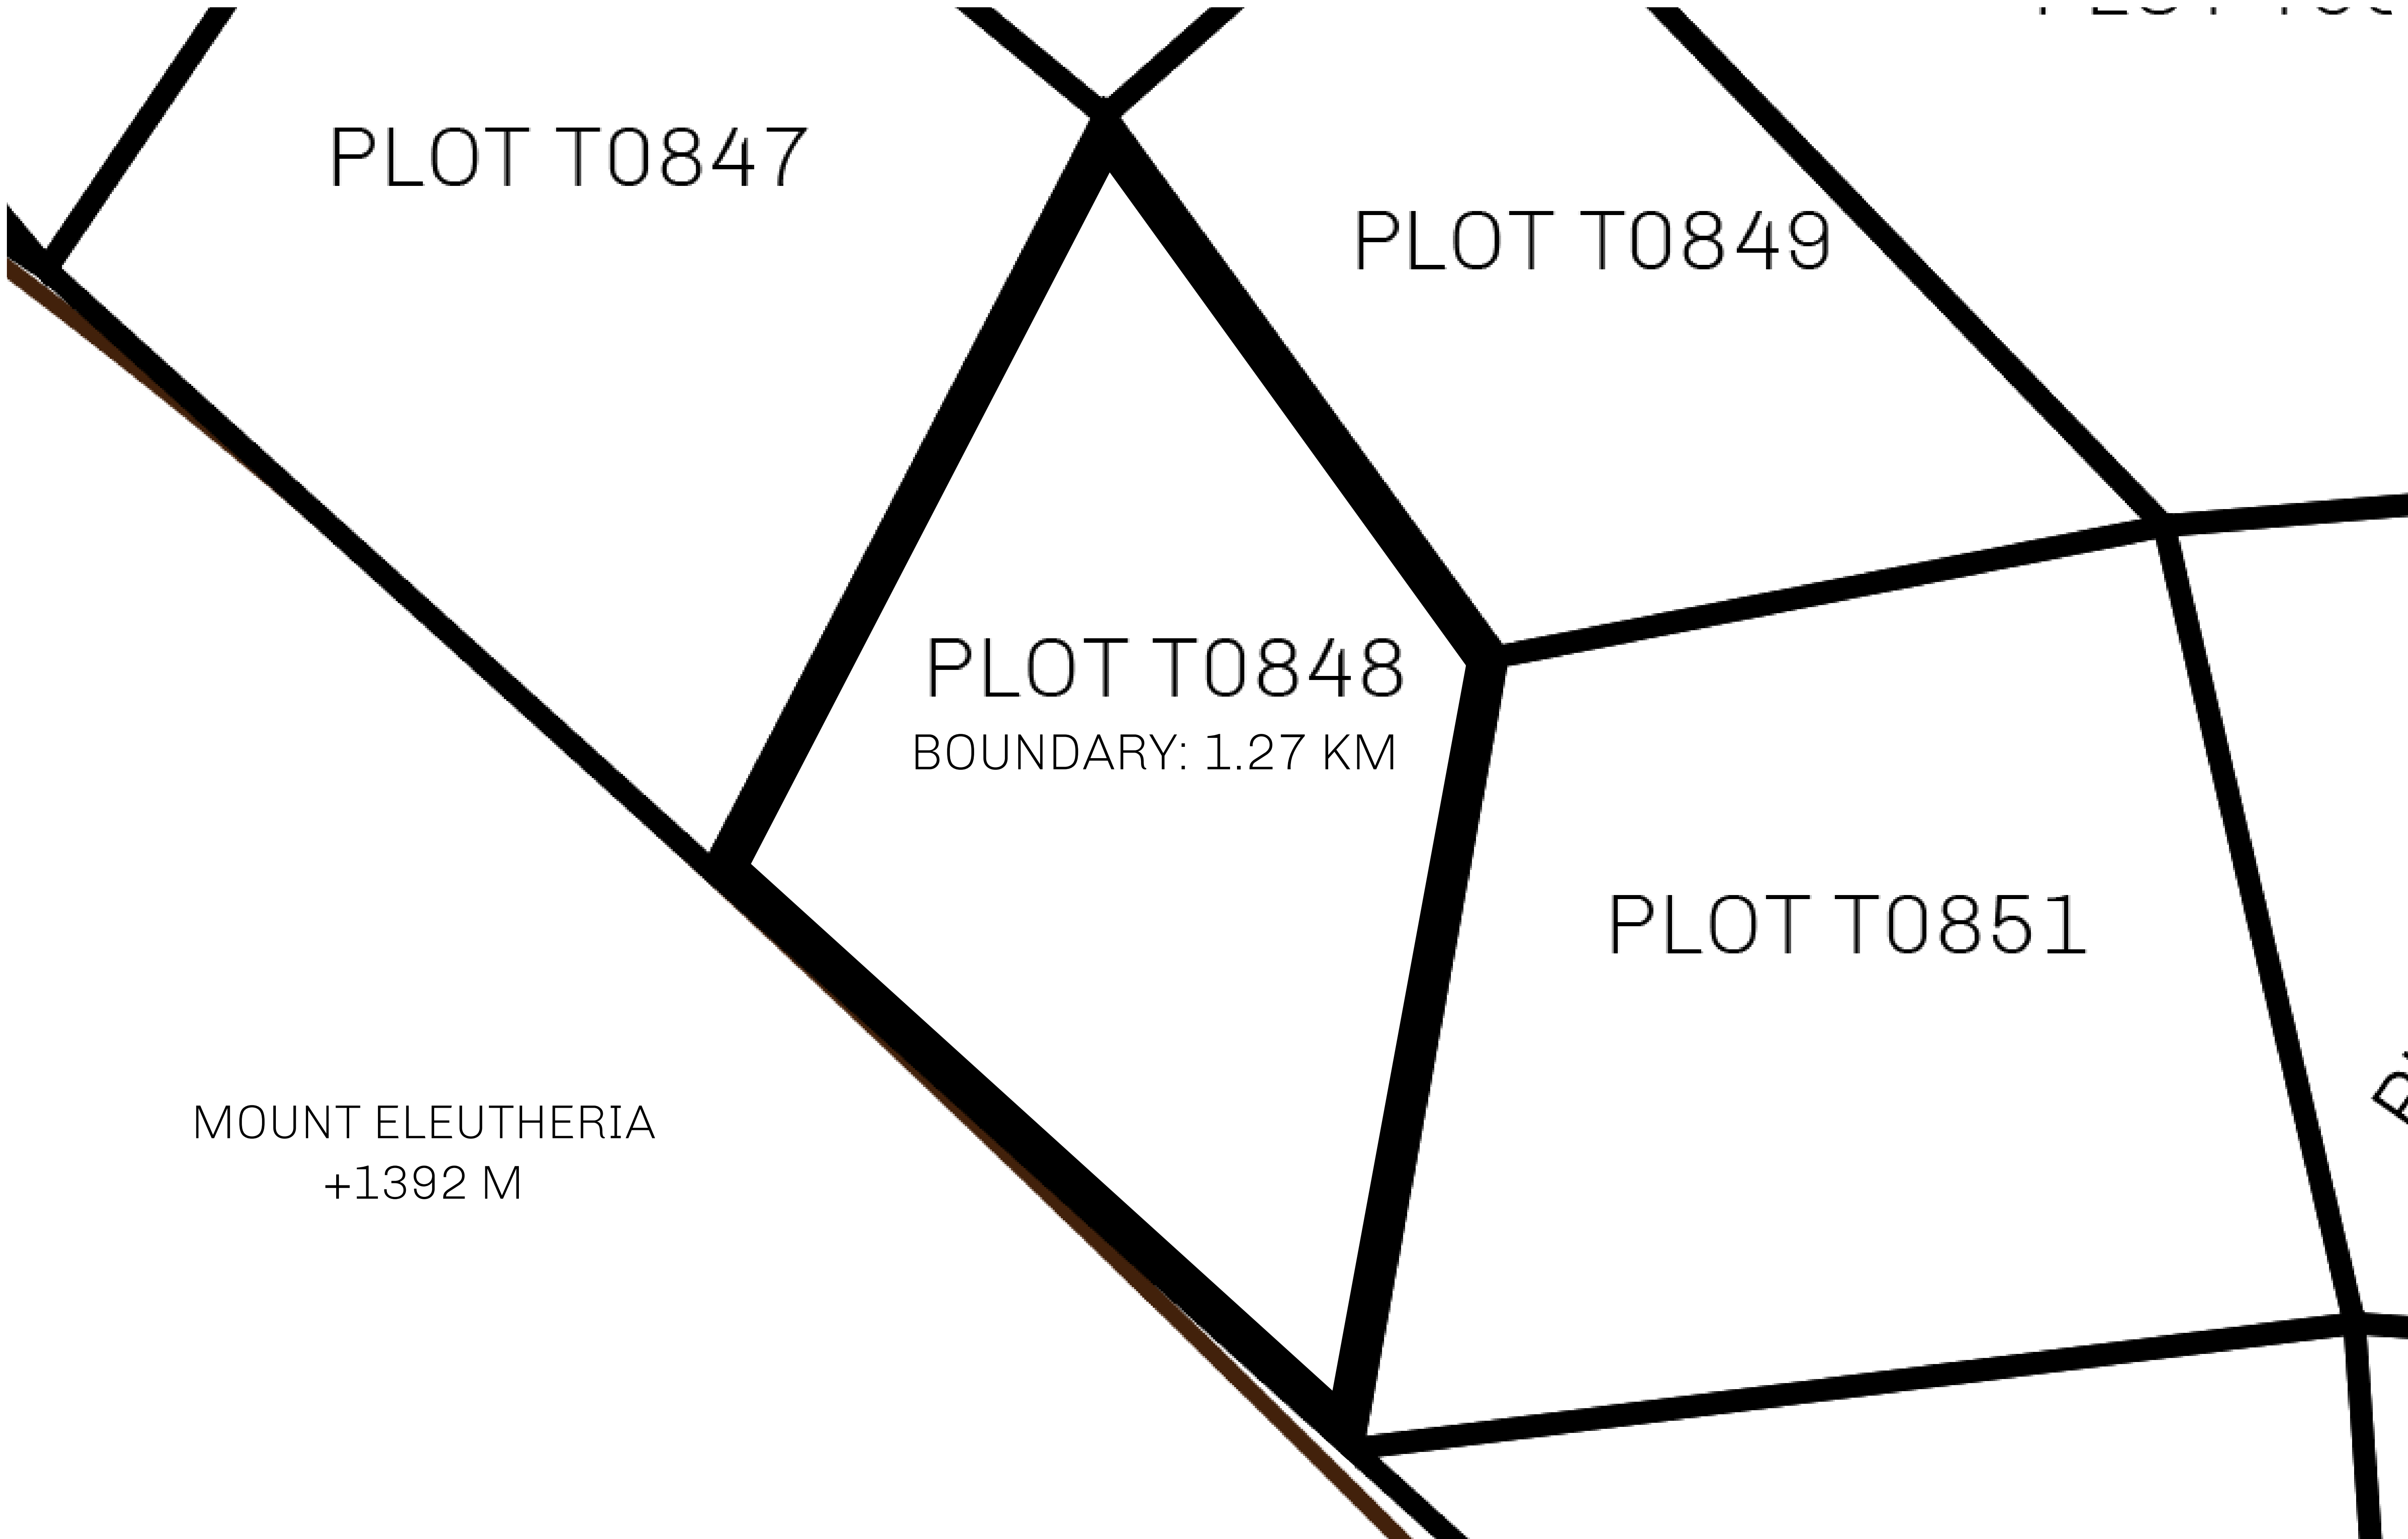 PLOT T0847
PLOT T0849
PLOT T0848
BOUNDARY: 1.27 KM
PLOT T0851
MOUNT ELEUTHERIA
+1392 M